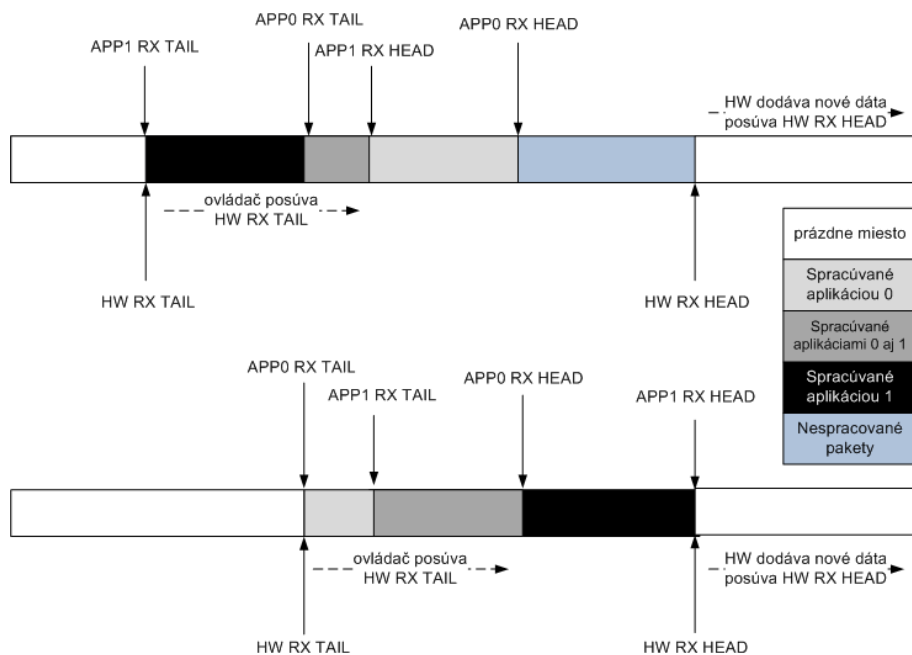 APP0 RX TAIL
APP0 RX HEAD
APP1 RX TAIL
APP1 RX HEAD
HW dodáva nové dáta
posúva HW RX HEAD
ovládač posúva
HW RX TAIL
HW RX TAIL
HW RX HEAD
prázdne miesto
Spracúvané
aplikáciou 0
Spracúvané
aplikáciami 0 aj 1
Spracúvané
aplikáciou 1
Nespracované
pakety
APP0 RX TAIL
APP0 RX HEAD
APP1 RX TAIL
APP1 RX HEAD
ovládač posúva
HW RX TAIL
HW dodáva nové dáta
posúva HW RX HEAD
HW RX TAIL
HW RX HEAD